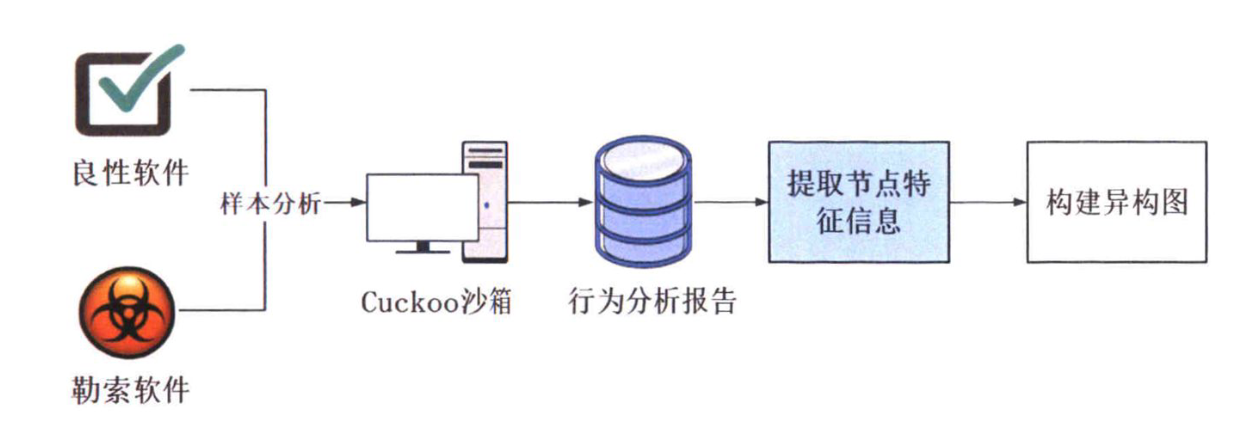 良性软件
样本分析
勒索软件
Cuckoo沙箱
行为分析报告
提取节点特
征信息
构建异构图